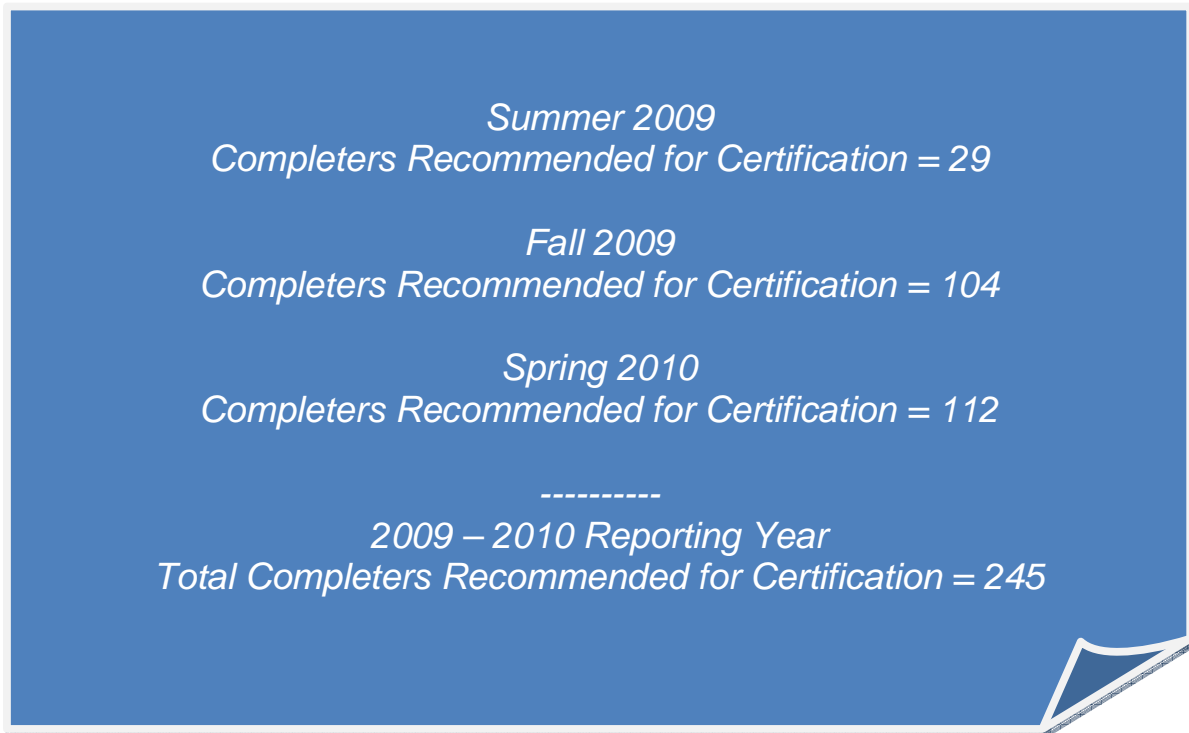 Summer 2009
Completers Recommended for Certification = 29
Fall 2009
Completers Recommended for Certification = 104
Spring 2010
Completers Recommended for Certification = 112
----------
2009 – 2010 Reporting Year
Total Completers Recommended for Certification = 245